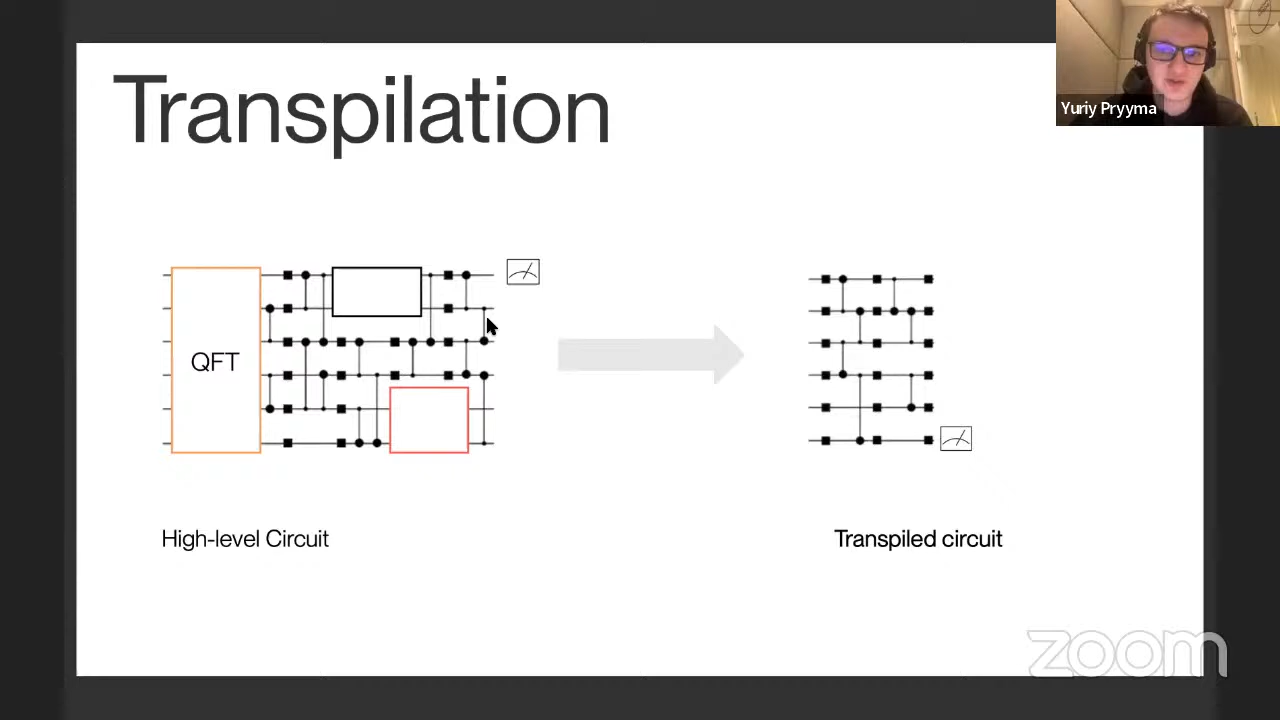 Transpilation
Yuriy Pryyma
QFT
High-level Circuit
Transpiled circuit
zoom